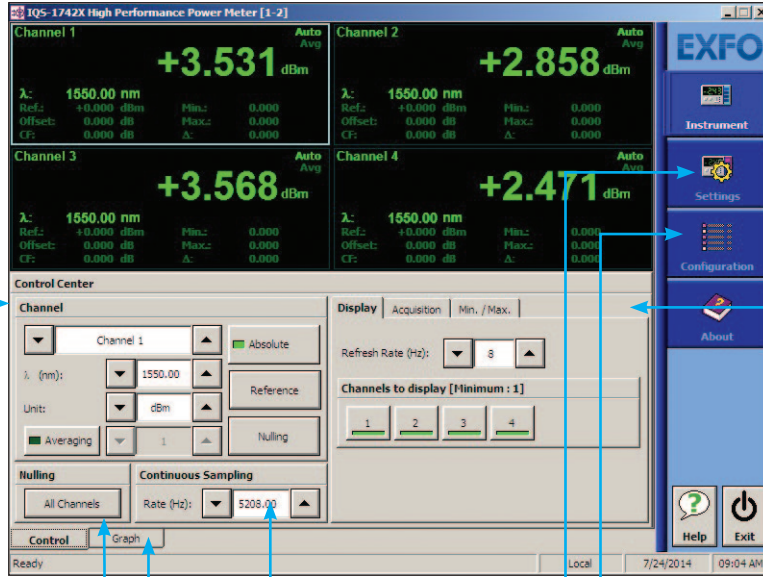 IQS-1742X High Performance Power Meter [1-2]
Channel 1 Auto
Avg
+3.531 dBm
λ: 1550.00 nm
Ref.: +0.000 dBm Min.: 0.000
Offset: 0.000 dB Max.: 0.000
CF: 0.000 dB Δ: 0.000
Channel 2 Auto
Avg
+2.858 dBm
λ: 1550.00 nm
Ref.: +0.000 dBm Min.: 0.000
Offset: 0.000 dB Max.: 0.000
CF: 0.000 dB Δ: 0.000
Channel 3 Auto
Avg
+3.568 dBm
λ: 1550.00 nm
Ref.: +0.000 dBm Min.: 0.000
Offset: 0.000 dB Max.: 0.000
CF: 0.000 dB Δ: 0.000
Channel 4 Auto
Avg
+2.471 dBm
λ: 1550.00 nm
Ref.: +0.000 dBm Min.: 0.000
Offset: 0.000 dB Max.: 0.000
CF: 0.000 dB Δ: 0.000
EXFO
Instrument
Settings
Configuration
About
Control Center
Channel
Channel 1 Absolute
λ (nm): 1550.00
Reference
Unit: dBm
Averaging 1 Nulling
Nulling
All Channels
Continuous Sampling
Rate (Hz): 5208.00
Display Acquisition Min. / Max.
Refresh Rate (Hz): 8
Channels to display [Minimum : 1]
1 2 3 4
Control Graph
Help Exit
Ready Local 7/24/2014 09:04 AM